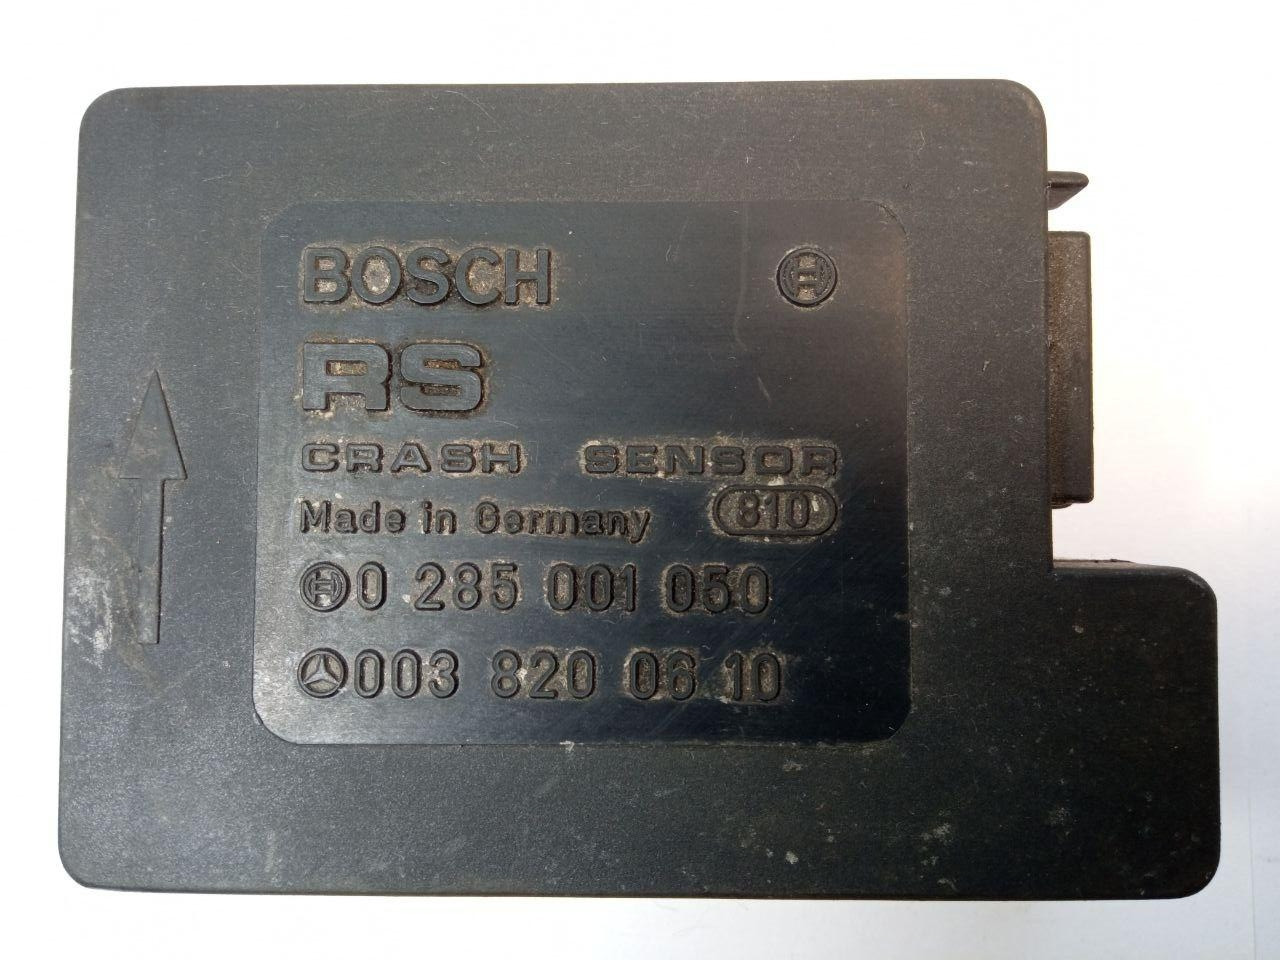 BOSCH
RS
CRASH SENSOR
Made in Germany 810
0 285 001 050
003 820 06 10